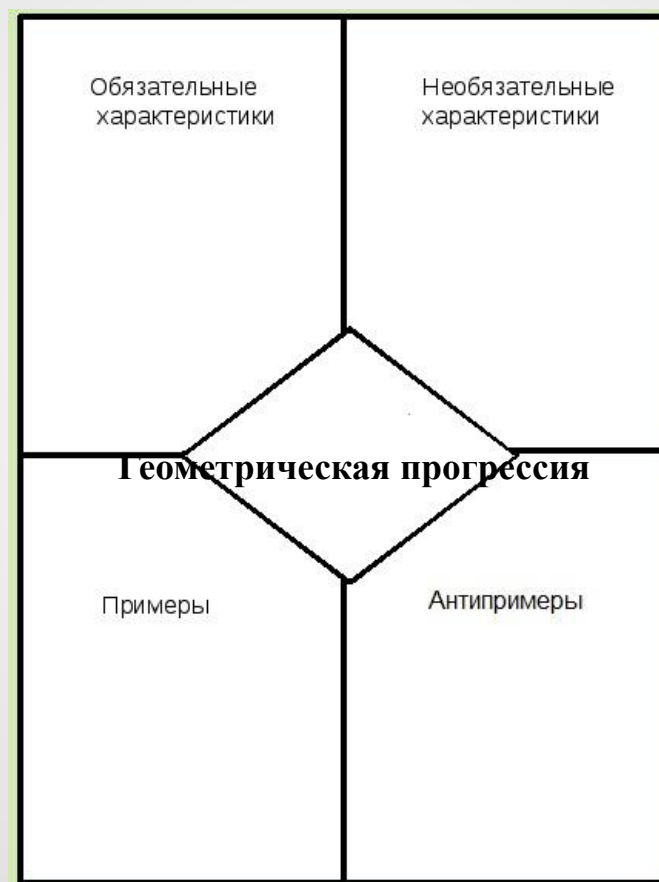 Обязательные
характеристики
Необязательные
характеристики
Геометрическая прогрессия
Примеры
Антипримеры